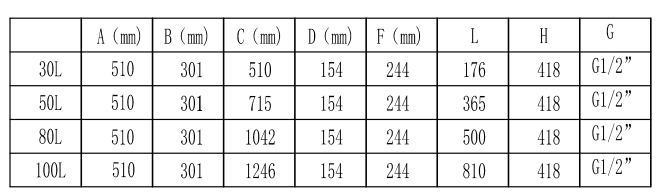 A (mm) B (mm) C (mm) D (mm) F (mm) L H G
30L 510 301 510 154 244 176 418 G1/2”
50L 510 301 715 154 244 365 418 G1/2”
80L 510 301 1042 154 244 500 418 G1/2”
100L 510 301 1246 154 244 810 418 G1/2”